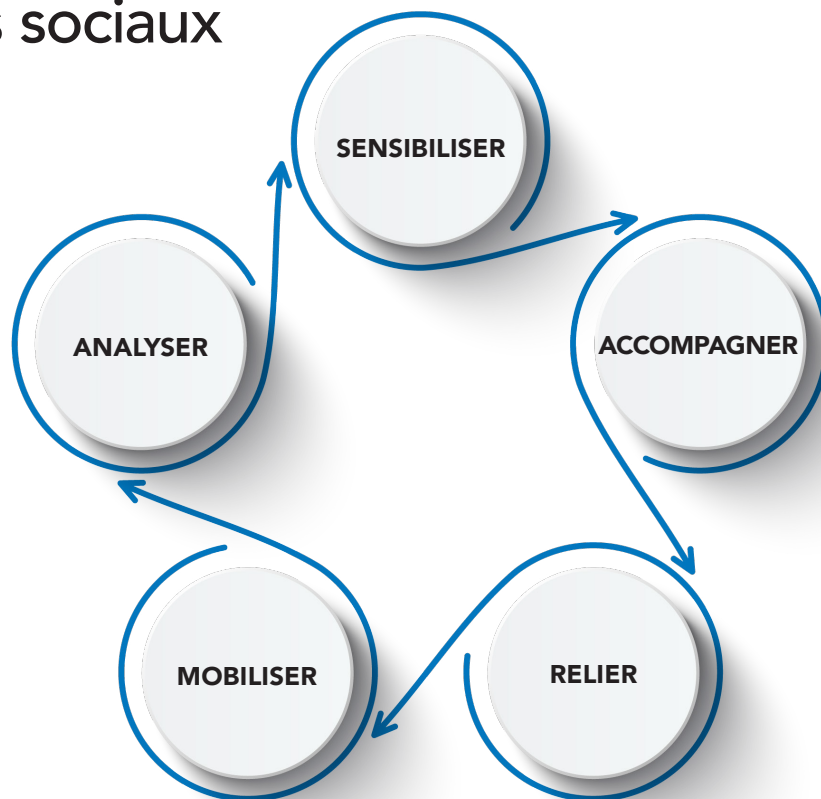 sociaux
SENSIBILISER
ACCOMPAGNER
ANALYSER
RELIER
MOBILISER